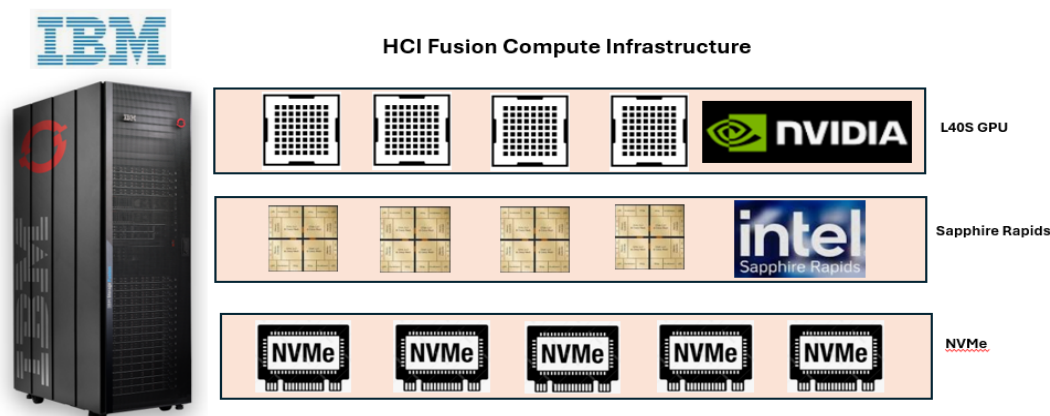 IBM
HCI Fusion Compute Infrastructure
IBM
IBM
NVIDIA
L40S GPU
intel
Sapphire Rapids
Sapphire Rapids
NVMe
NVMe
NVMe
NVMe
NVMe
NVMe